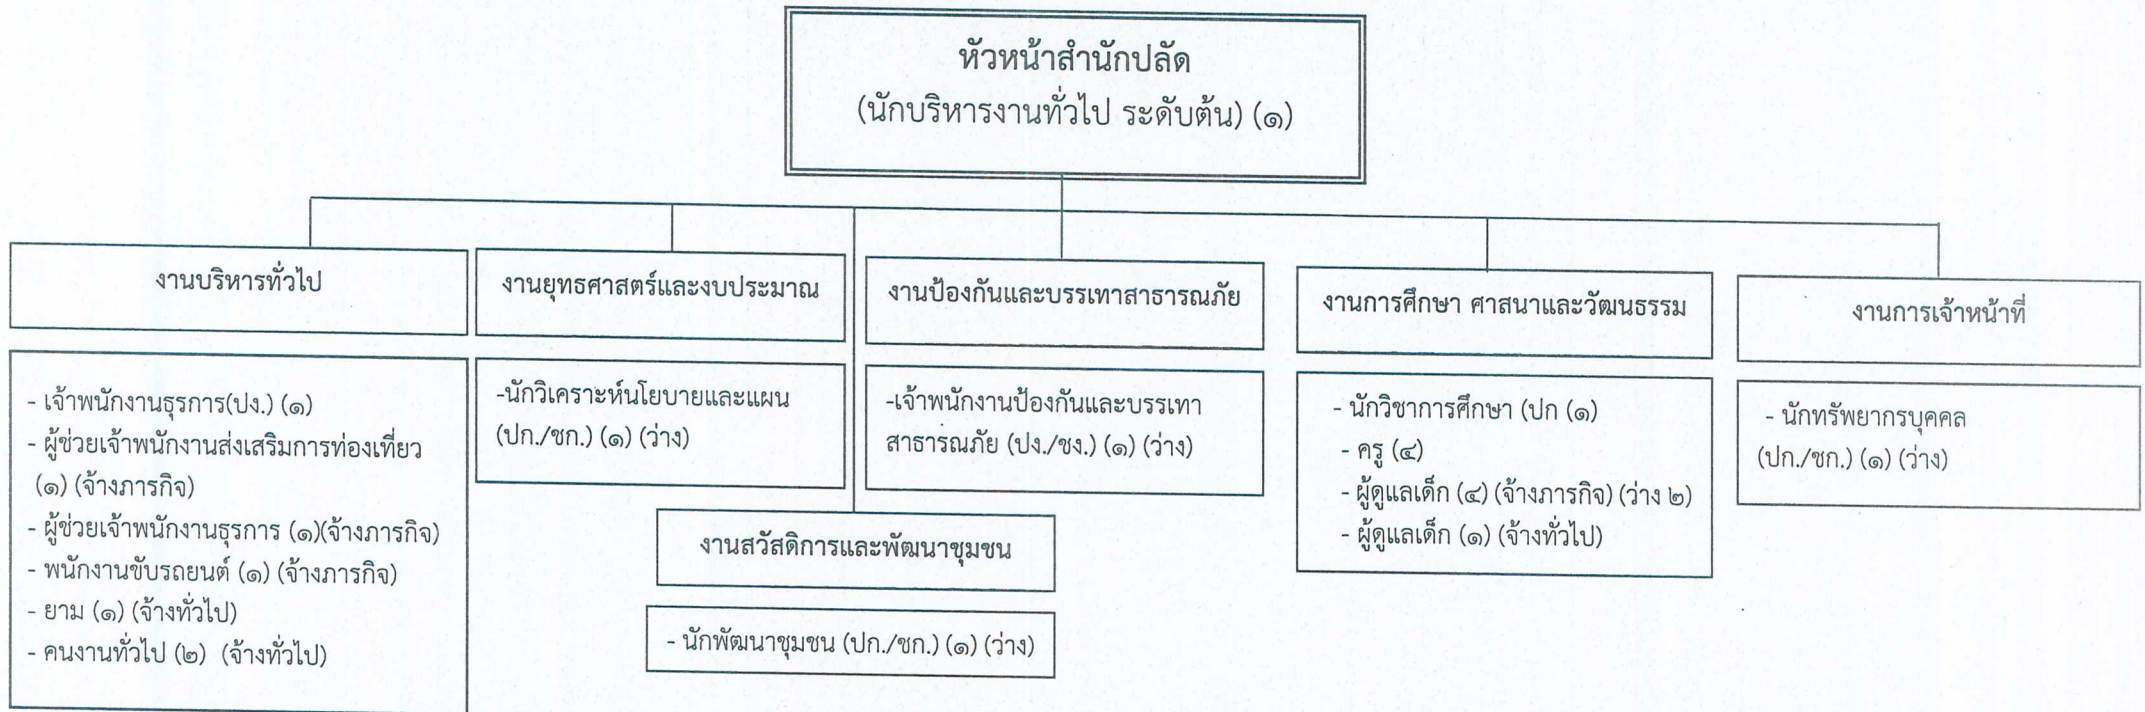 หัวหน้าสำนักปลัด
(นักบริหารงานทั่วไป ระดับต้น) (๑)
งานบริหารทั่วไป
- เจ้าพนักงานธุรการ(ปง.) (๑)
- ผู้ช่วยเจ้าพนักงานส่งเสริมการท่องเที่ยว
(๑) (จ้างภารกิจ)
- ผู้ช่วยเจ้าพนักงานธุรการ (๑)(จ้างภารกิจ)
- พนักงานขับรถยนต์ (๑) (จ้างภารกิจ)
- ยาม (๑) (จ้างทั่วไป)
- คนงานทั่วไป (๒) (จ้างทั่วไป)
งานยุทธศาสตร์และงบประมาณ
-นักวิเคราะห์นโยบายและแผน
(ปก./ชก.) (๑) (ว่าง)
งานป้องกันและบรรเทาสาธารณภัย
-เจ้าพนักงานป้องกันและบรรเทา
สาธารณภัย (ปง./ชง.) (๑) (ว่าง)
งานสวัสดิการและพัฒนาชุมชน
- นักพัฒนาชุมชน (ปก./ชก.) (๑) (ว่าง)
งานการศึกษา ศาสนาและวัฒนธรรม
- นักวิชาการศึกษา (ปก (๑)
- ครู (๔)
- ผู้ดูแลเด็ก (๔) (จ้างภารกิจ) (ว่าง ๒)
- ผู้ดูแลเด็ก (๑) (จ้างทั่วไป)
งานการเจ้าหน้าที่
- นักทรัพยากรบุคคล
(ปก./ชก.) (๑) (ว่าง)